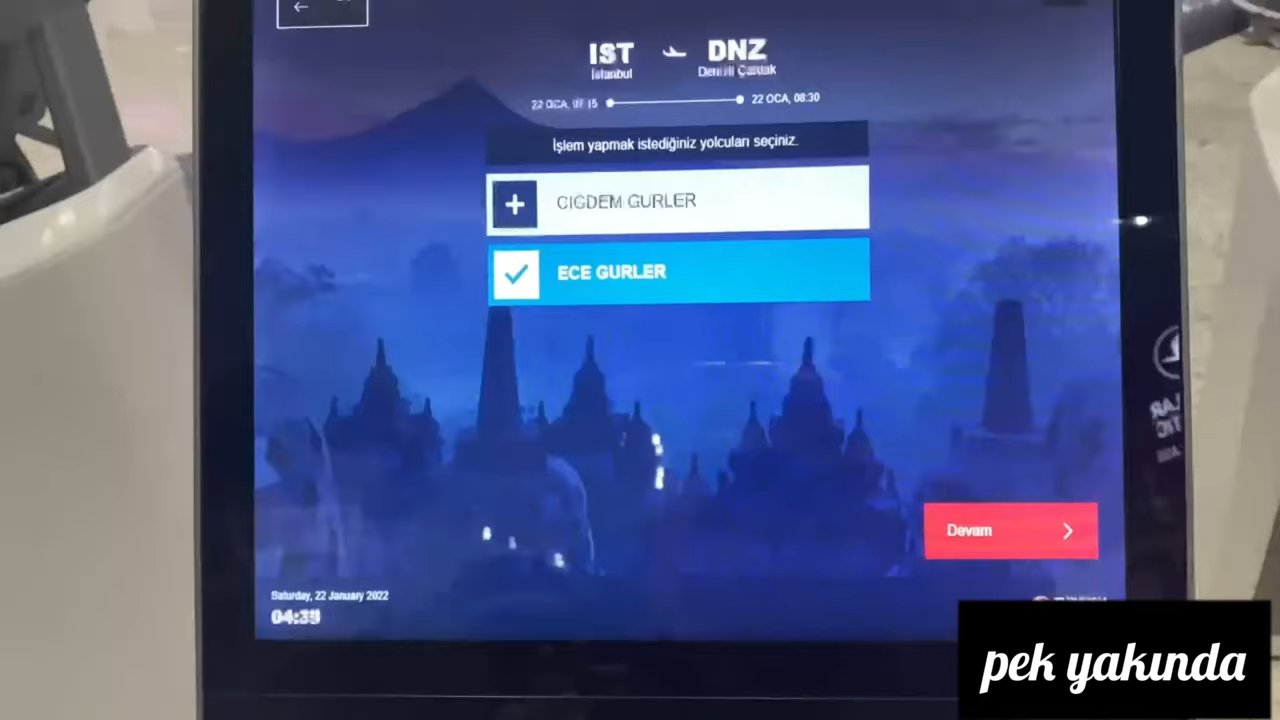 IST DNZ
İstanbul Denizli Çardak
22 OCA, 07:15 22 OCA, 08:30
İşlem yapmak istediğiniz yolcuları seçiniz.
CIGDEM GURLER
ECE GURLER
Devam
Saturday, 22 January 2022
04:39
pek yakında